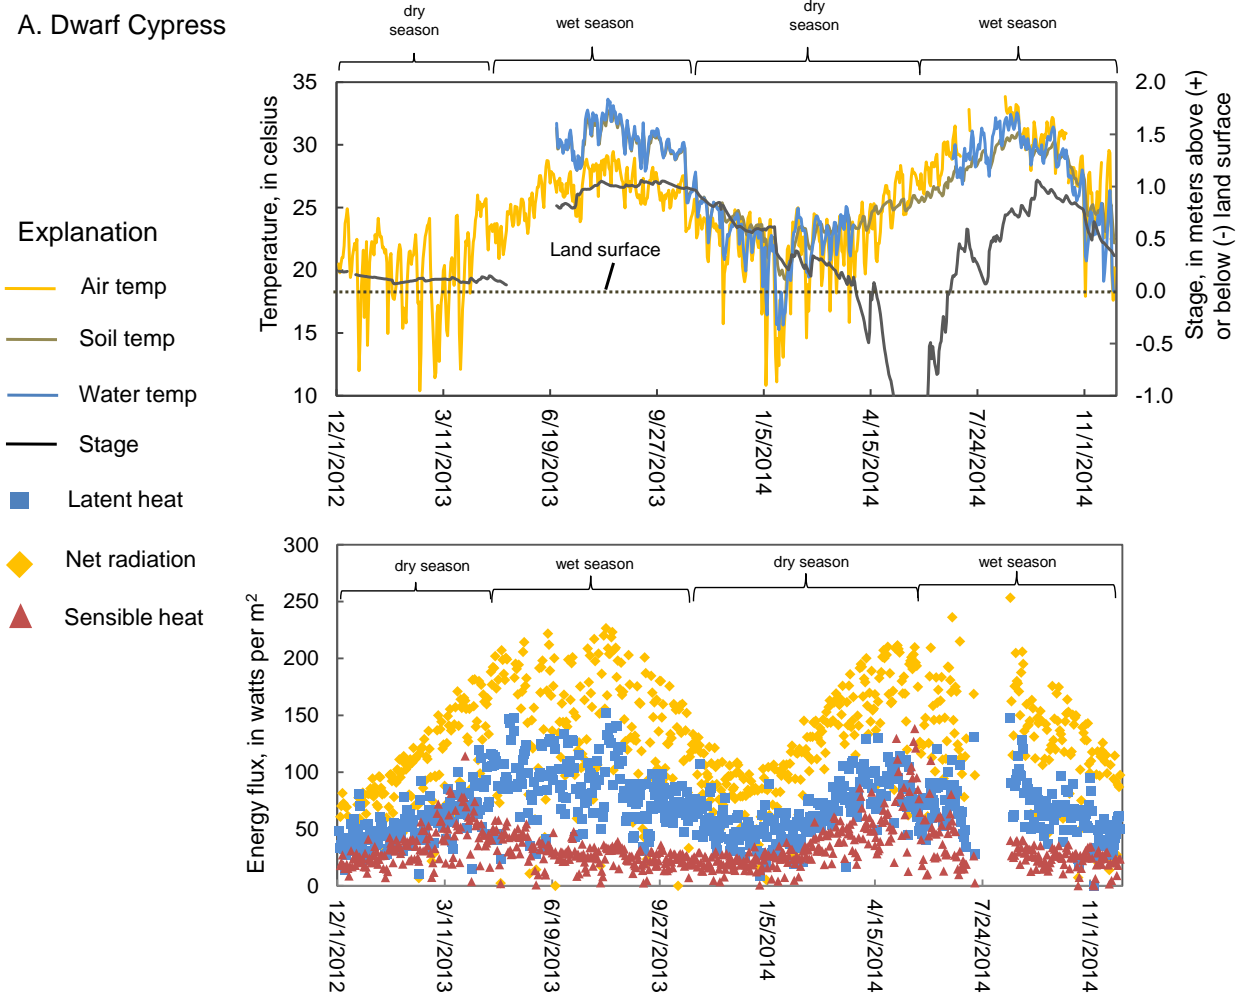 A. Dwarf Cypress
dry
season
wet season
dry
season
wet season
35
30
25
20
15
10
Temperature, in celsius
2.0
1.5
1.0
0.5
0.0
-0.5
-1.0
Stage, in meters above (+)
or below (-) land surface
Land surface
12/1/2012
3/11/2013
6/19/2013
9/27/2013
1/5/2014
4/15/2014
7/24/2014
11/1/2014
Explanation
Air temp
Soil temp
Water temp
Stage
Latent heat
Net radiation
Sensible heat
300
250
200
150
100
50
0
Energy flux, in watts per m2
dry season
wet season
dry season
wet season
12/1/2012
3/11/2013
6/19/2013
9/27/2013
1/5/2014
4/15/2014
7/24/2014
11/1/2014